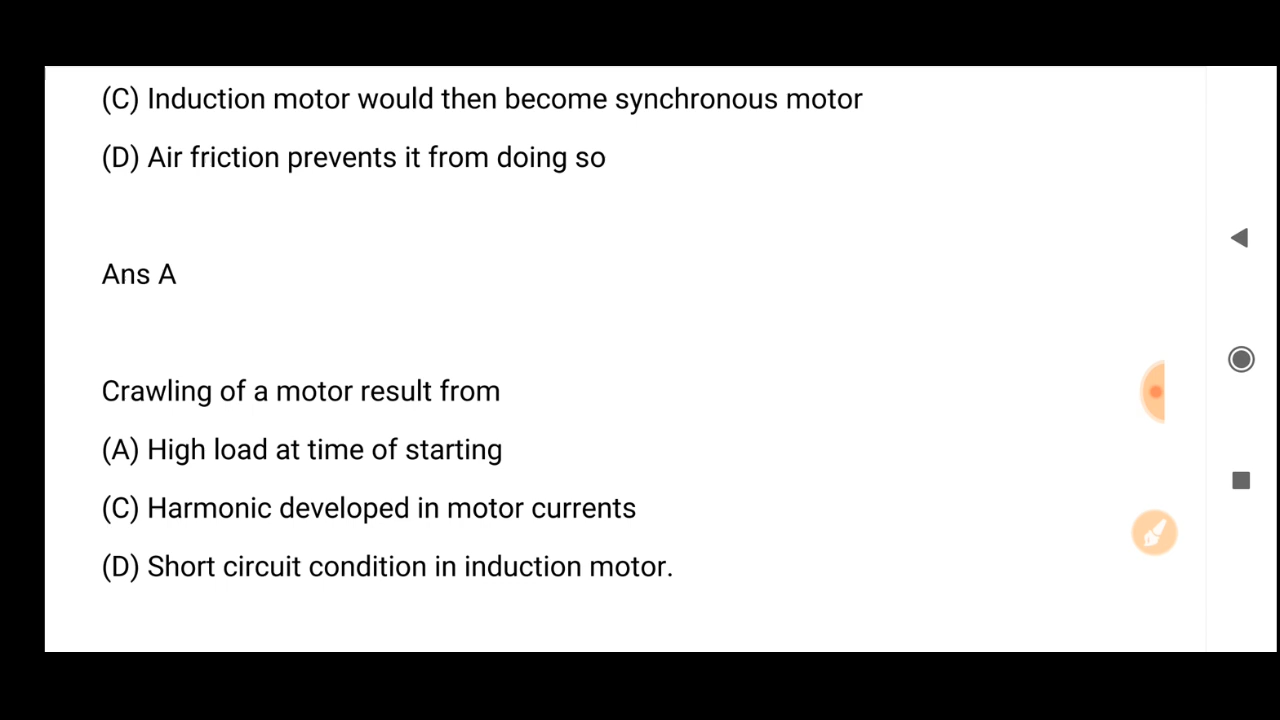 (C) Induction motor would then become synchronous motor
(D) Air friction prevents it from doing so
Ans A
Crawling of a motor result from
(A) High load at time of starting
(C) Harmonic developed in motor currents
(D) Short circuit condition in induction motor.